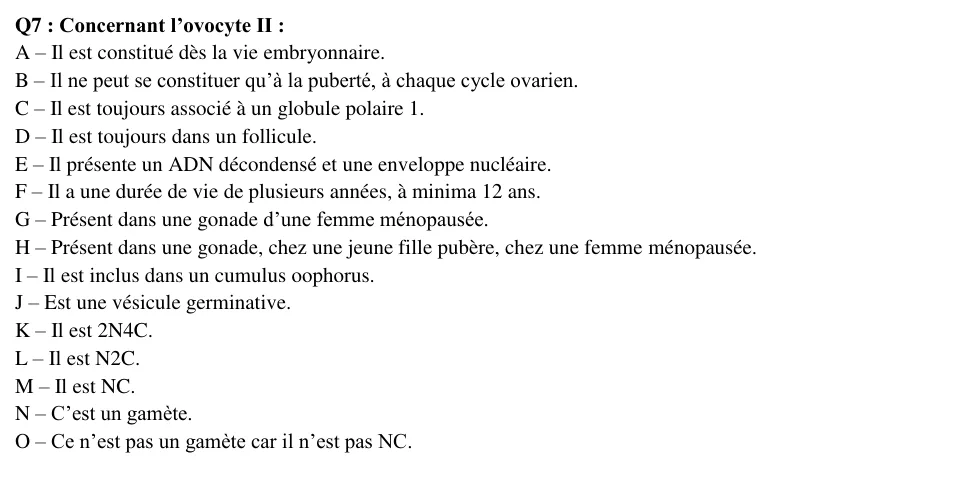 Q7 : Concernant l’ovocyte II :
A – Il est constitué dès la vie embryonnaire.
B – Il ne peut se constituer qu’à la puberté, à chaque cycle ovarien.
C – Il est toujours associé à un globule polaire 1.
D – Il est toujours dans un follicule.
E – Il présente un ADN décondensé et une enveloppe nucléaire.
F – Il a une durée de vie de plusieurs années, à minima 12 ans.
G – Présent dans une gonade d’une femme ménopausée.
H – Présent dans une gonade, chez une jeune fille pubère, chez une femme ménopausée.
I – Il est inclus dans un cumulus oophorus.
J – Est une vésicule germinative.
K – Il est 2N4C.
L – Il est N2C.
M – Il est NC.
N – C’est un gamète.
O – Ce n’est pas un gamète car il n’est pas NC.